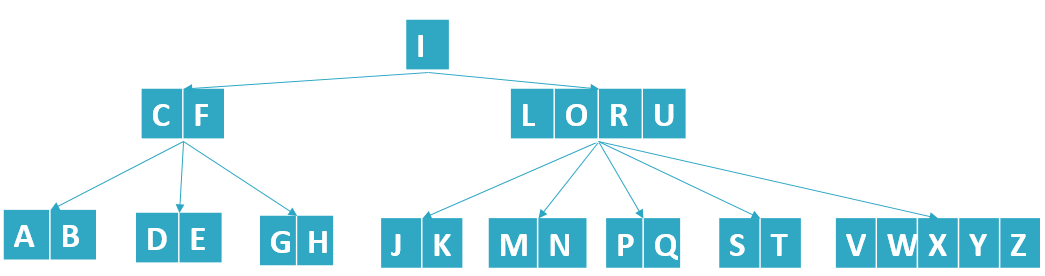 I
C F
L O R U
A B
D E
G H
J K
M N
P Q
S T
V W X Y Z